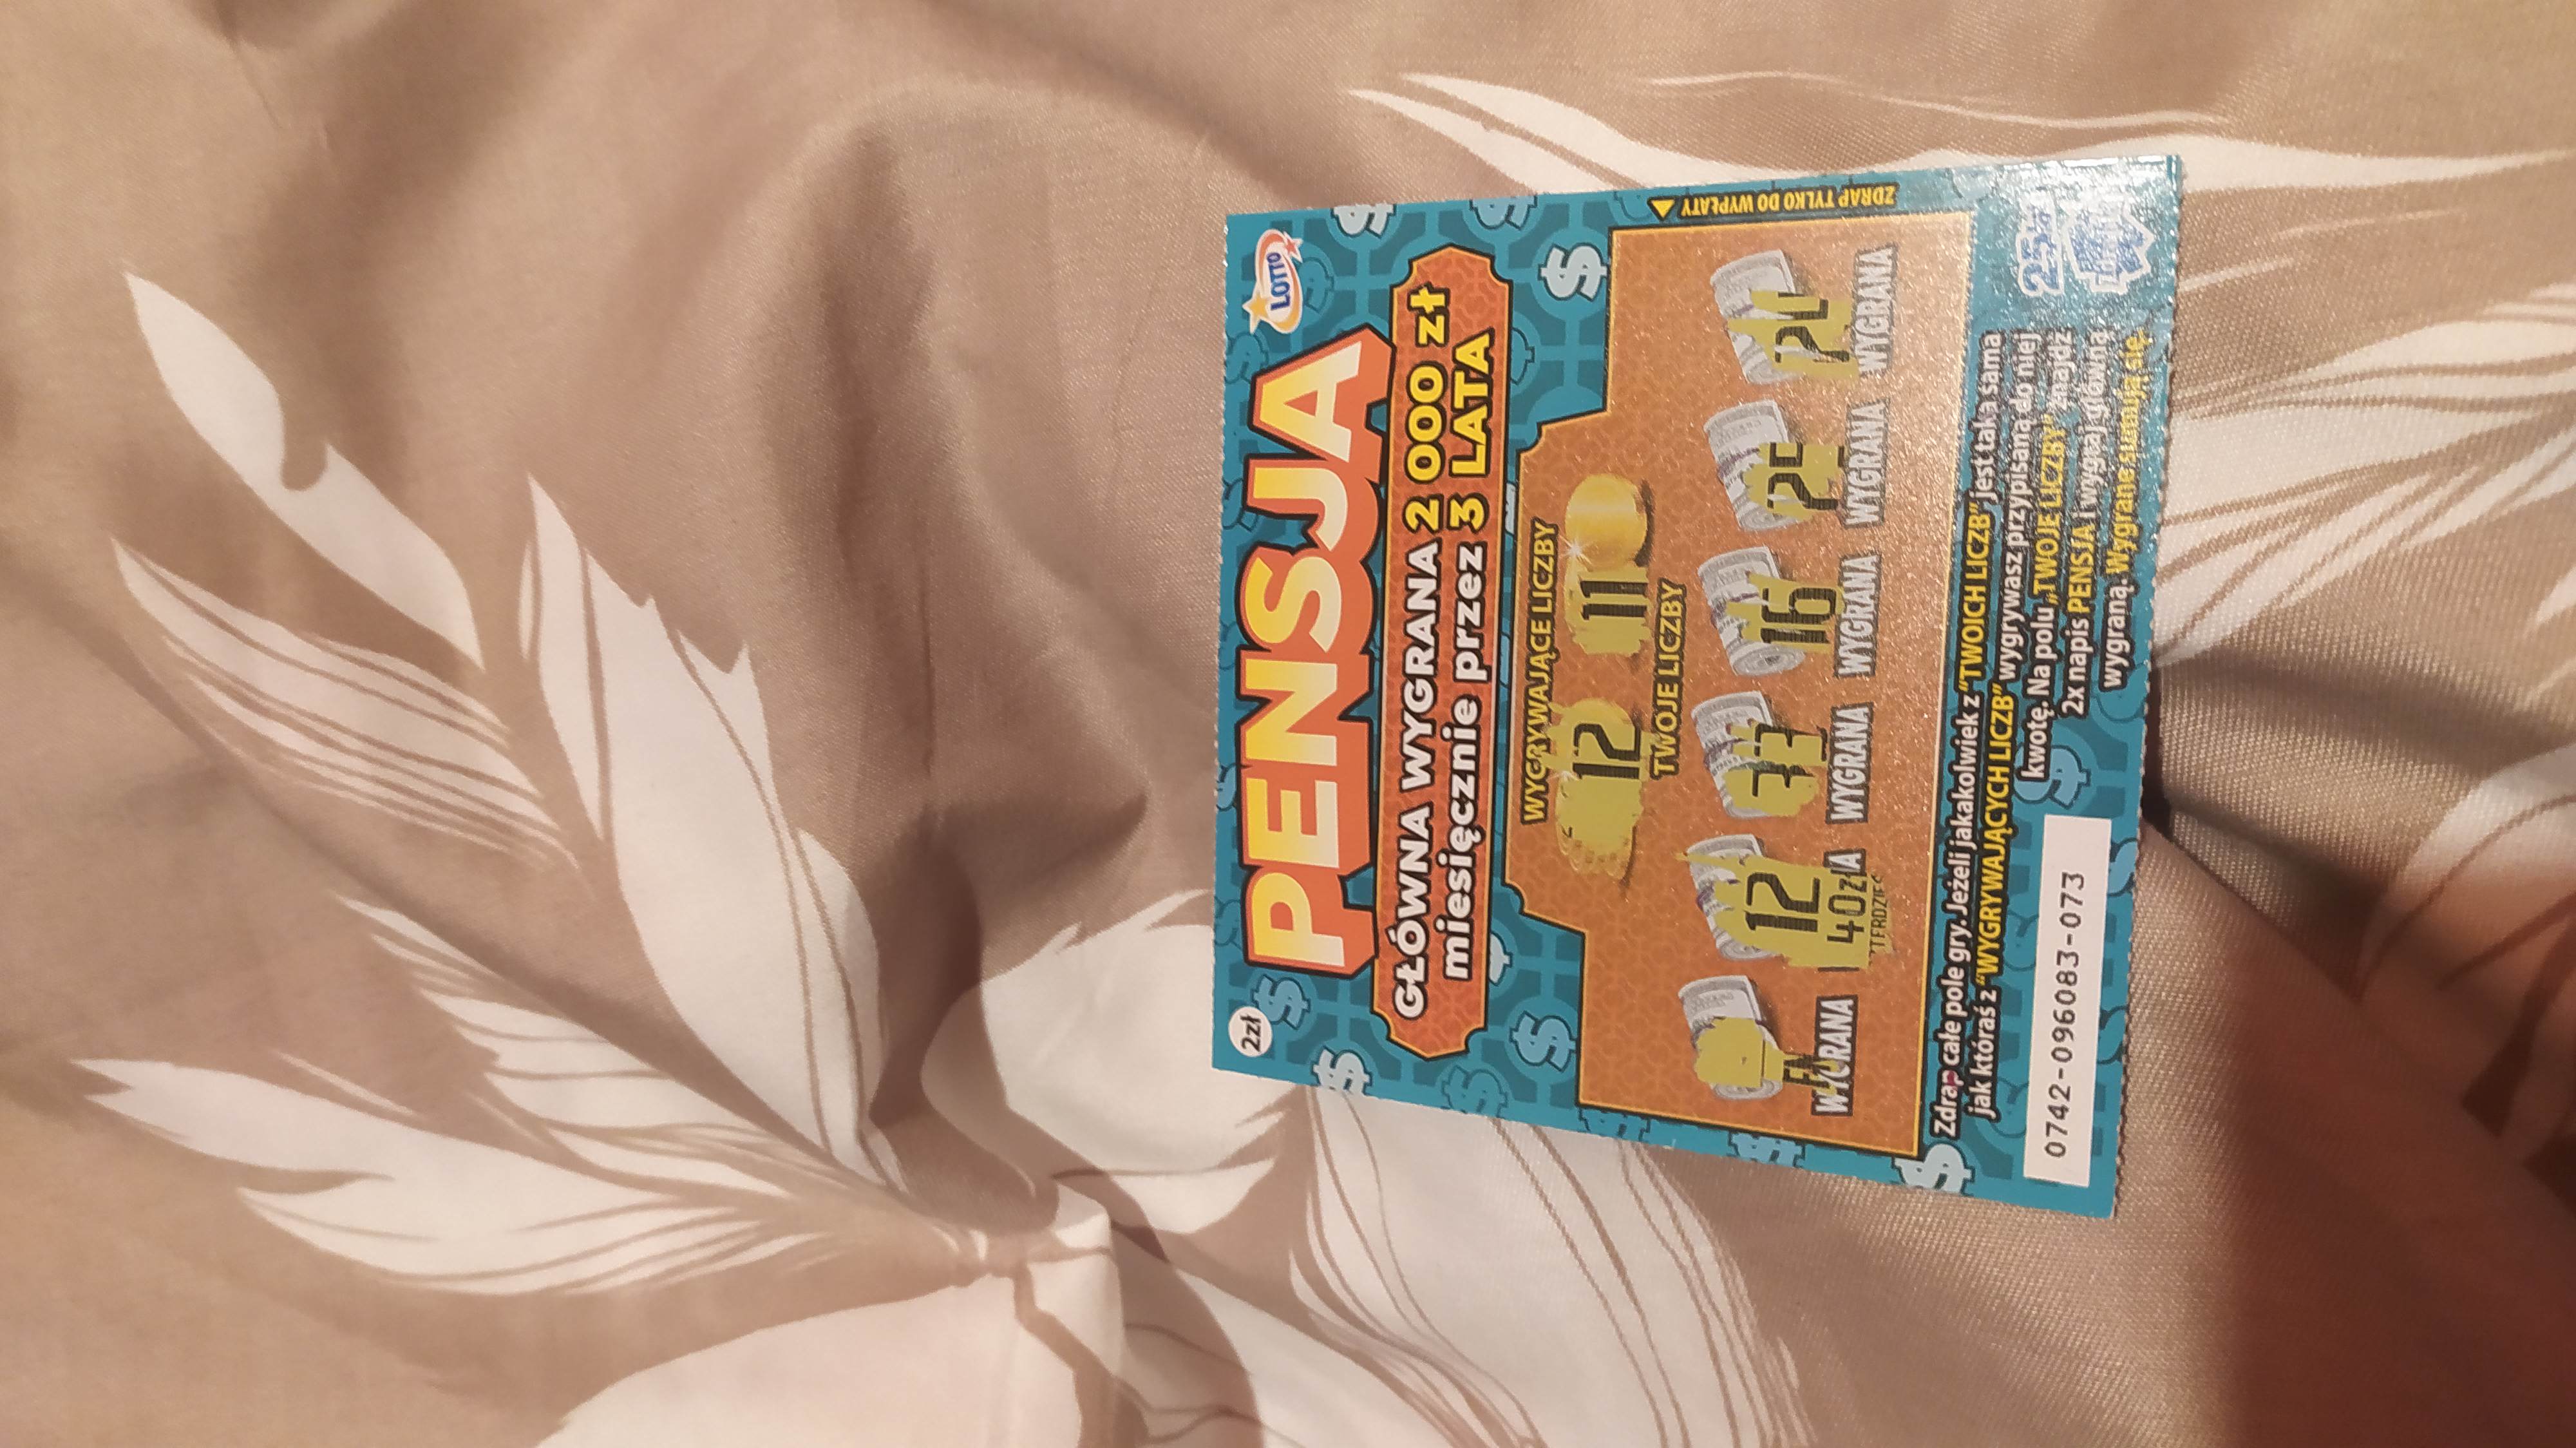 2zł
LOTTO
PENSJA
GŁÓWNA WYGRANA 2 000 zł
miesięcznie przez 3 LATA
WYGRYWAJĄCE LICZBY
12 11
TWOJE LICZBY
12 16
40zł
WYGRANA WYGRANA WYGRANA WYGRANA WYGRANA
ZDRAP TYLKO DO WYPŁATY
Zdrap całe pole gry. Jeżeli jakakolwiek z "TWOICH LICZB" jest taka sama
jak któraś z "WYGRYWAJĄCYCH LICZB" wygrywasz przypisaną do niej
kwotę. Na polu „TWOJE LICZBY" znajdź
2x napis PENSJA i wygraj główną
wygraną. Wygrane sumują się.
0742-096083-073